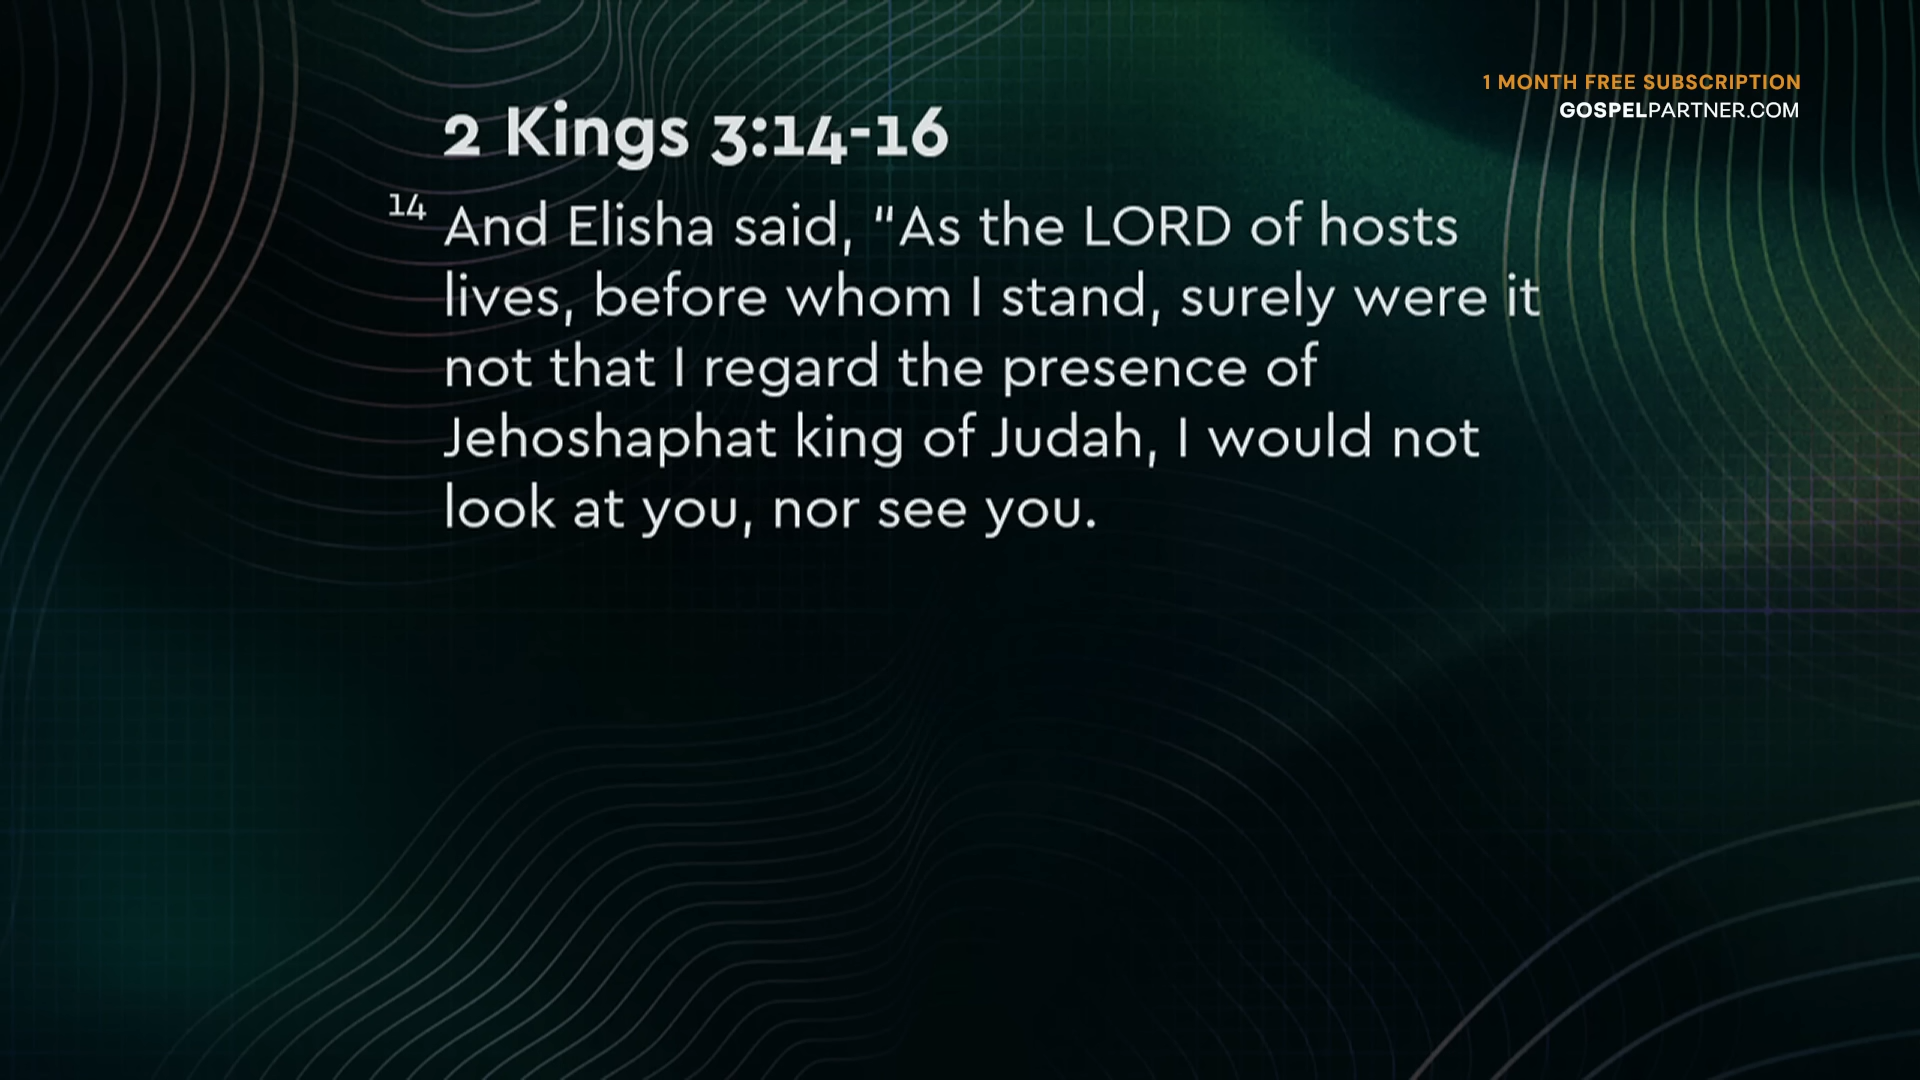 1 MONTH FREE SUBSCRIPTION
GOSPELPARTNER.COM
2 Kings 3:14-16
14 And Elisha said, "As the LORD of hosts
lives, before whom I stand, surely were it
not that I regard the presence of
Jehoshaphat king of Judah, I would not
look at you, nor see you.